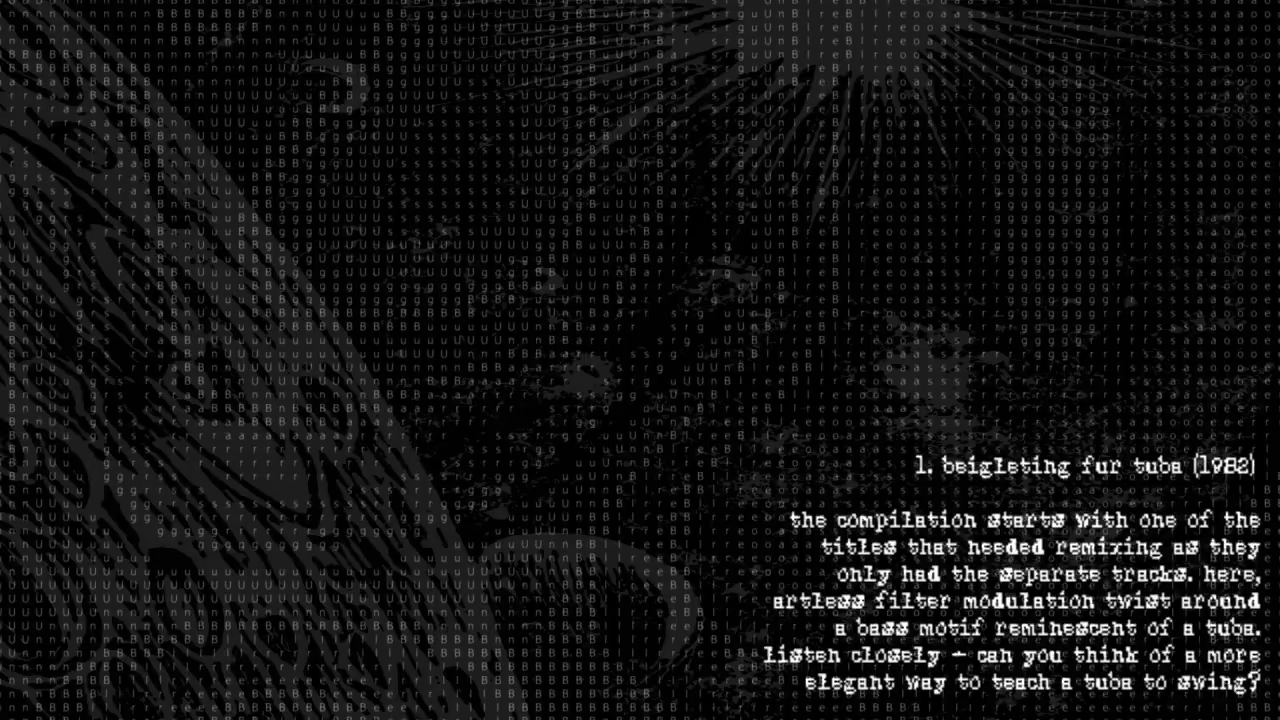 1. beigleting fur tuba (1982)
the compilation starts with one of the
titles that needed remixing as they
only had the separate tracks. here,
artless filter modulation twist around
a bass motif reminescent of a tuba.
listen closely - can you think of a more
elegant way to teach a tuba to swing?